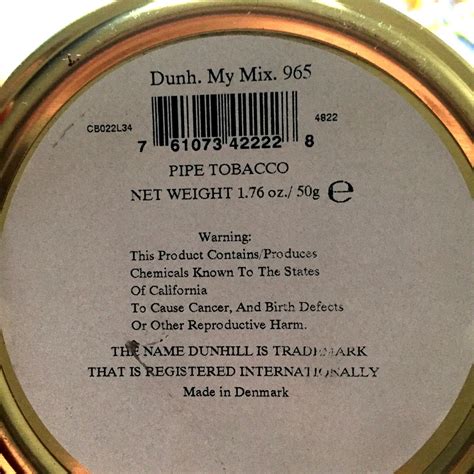 Dunh. My Mix. 965
CB022L34
4822
7 61073 42222 8
PIPE TOBACCO
NET WEIGHT 1.76 oz./ 50g ℮
Warning:
This Product Contains/Produces
Chemicals Known To The States
Of California
To Cause Cancer, And Birth Defects
Or Other Reproductive Harm.
THE NAME DUNHILL IS TRADEMARK
THAT IS REGISTERED INTERNATIONALLY
Made in Denmark